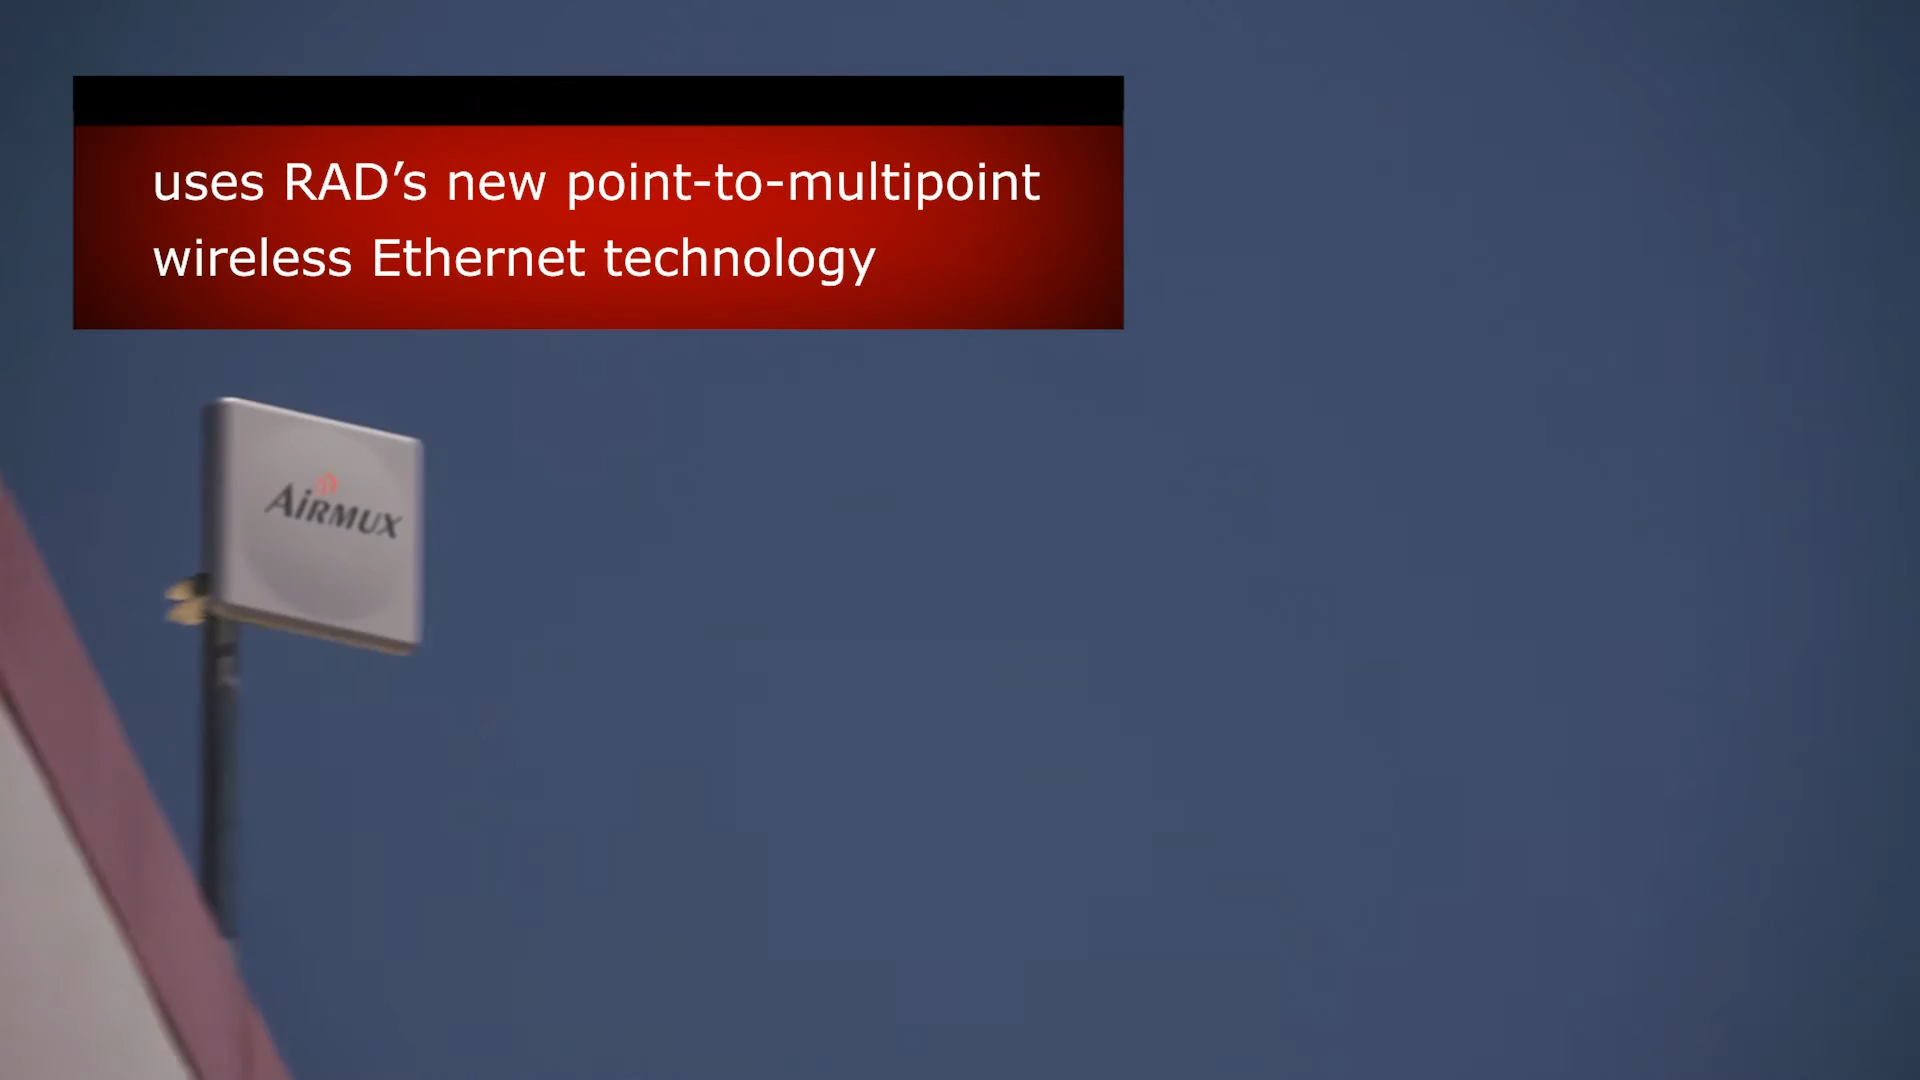 uses RAD’s new point-to-multipoint
wireless Ethernet technology
AiRMUX